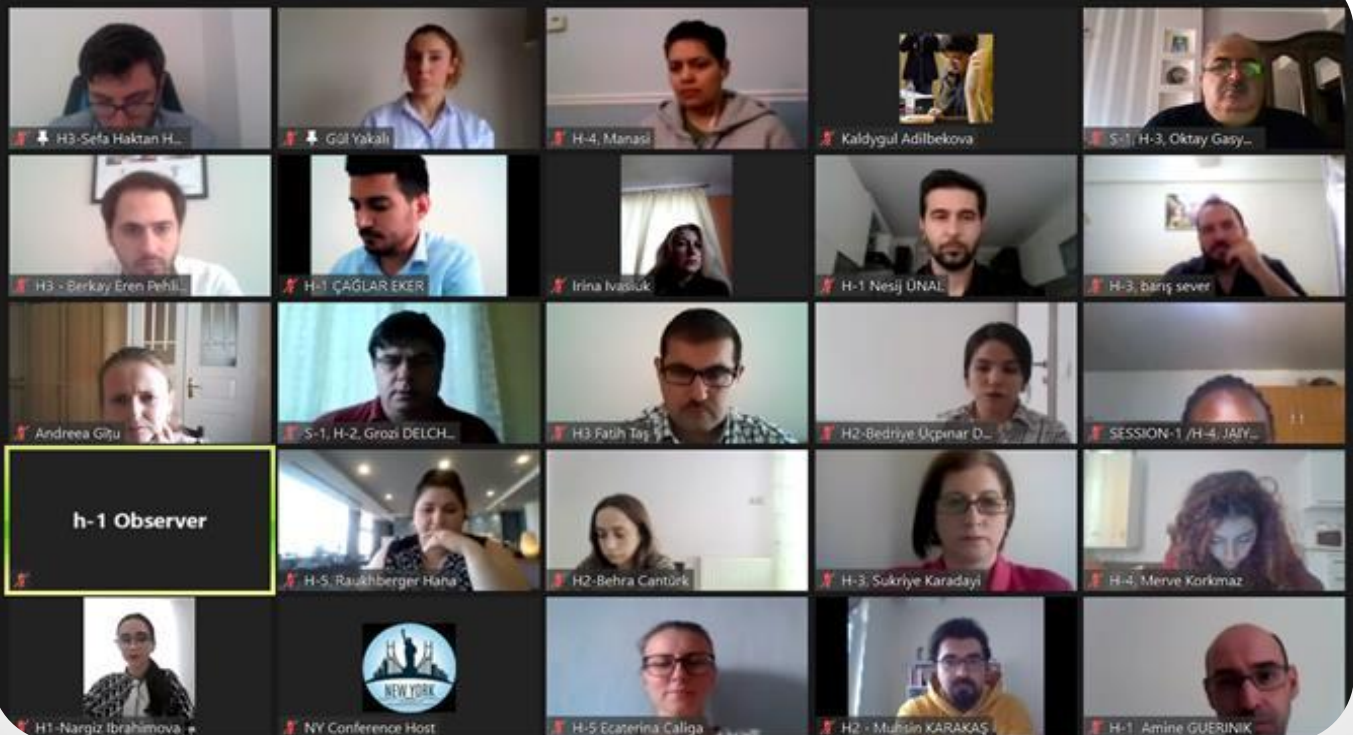 H3-Sefa Haktan H...
Gül Yakalı
H-4, Manasi
Kaldygul Adilbekova
S-1, H-3, Oktay Gasy...
H3 - Berkay Eren Pehli...
H-1 ÇAĞLAR EKER
Irina Ivasiuk
H-1 Nesij ÜNAL
H-3, barış sever
Andreea Gîțu
S-1, H-2, Grozi DELCH...
H3 Fatih Taş
H2-Bedriye Üçpınar D...
SESSION-1 /H-4, JAIY...
h-1 Observer
H-5, Raukhberger Hana
H2-Behra Cantürk
H-3, Sukriye Karadayi
H-4, Merve Korkmaz
H1-Nargiz Ibrahimova
NEW YORK
NY Conference Host
H-5 Ecaterina Caliga
H2 - Muhsin KARAKAŞ
H-1 Amine GUERINIK